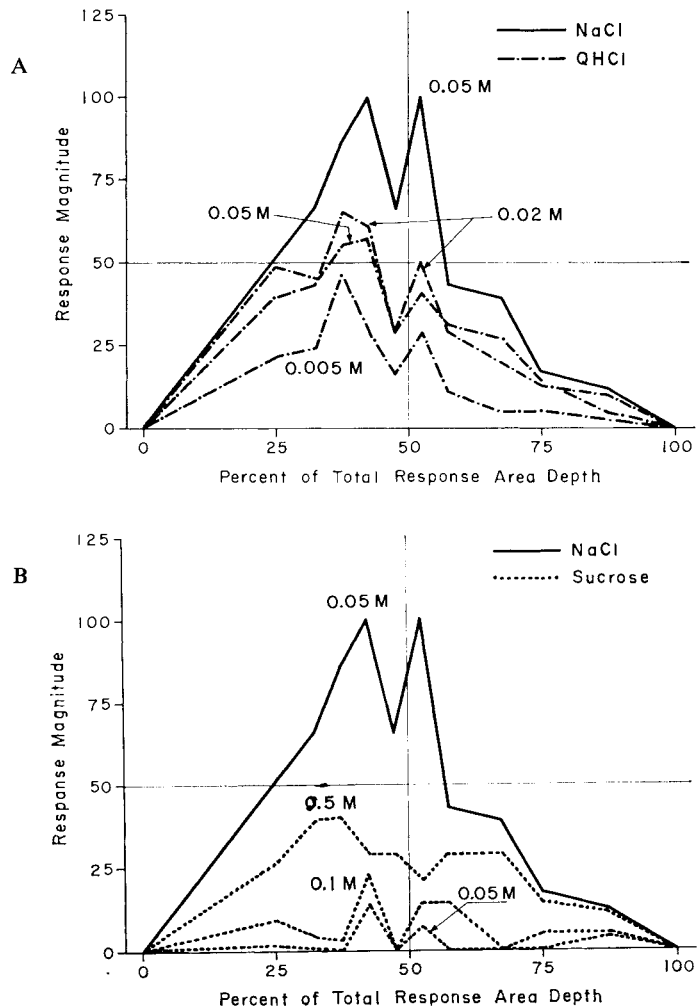 A
125
100
75
50
25
0
Response Magnitude
NaCl
QHCl
0.05 M
0.05 M
0.02 M
0.005 M
0
25
50
75
100
Percent of Total Response Area Depth
B
125
100
75
50
25
0
Response Magnitude
NaCl
Sucrose
0.05 M
0.5 M
0.1 M
0.05 M
0
25
50
75
100
Percent of Total Response Area Depth